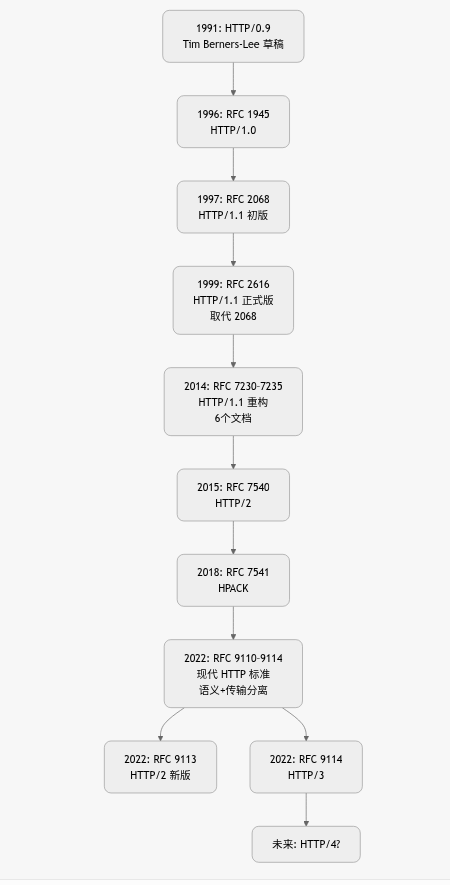 1991: HTTP/0.9
Tim Berners-Lee 草稿
1996: RFC 1945
HTTP/1.0
1997: RFC 2068
HTTP/1.1 初版
1999: RFC 2616
HTTP/1.1 正式版
取代 2068
2014: RFC 7230-7235
HTTP/1.1 重构
6个文档
2015: RFC 7540
HTTP/2
2018: RFC 7541
HPACK
2022: RFC 9110-9114
现代 HTTP 标准
语义+传输分离
2022: RFC 9113
HTTP/2 新版
2022: RFC 9114
HTTP/3
未来: HTTP/4?